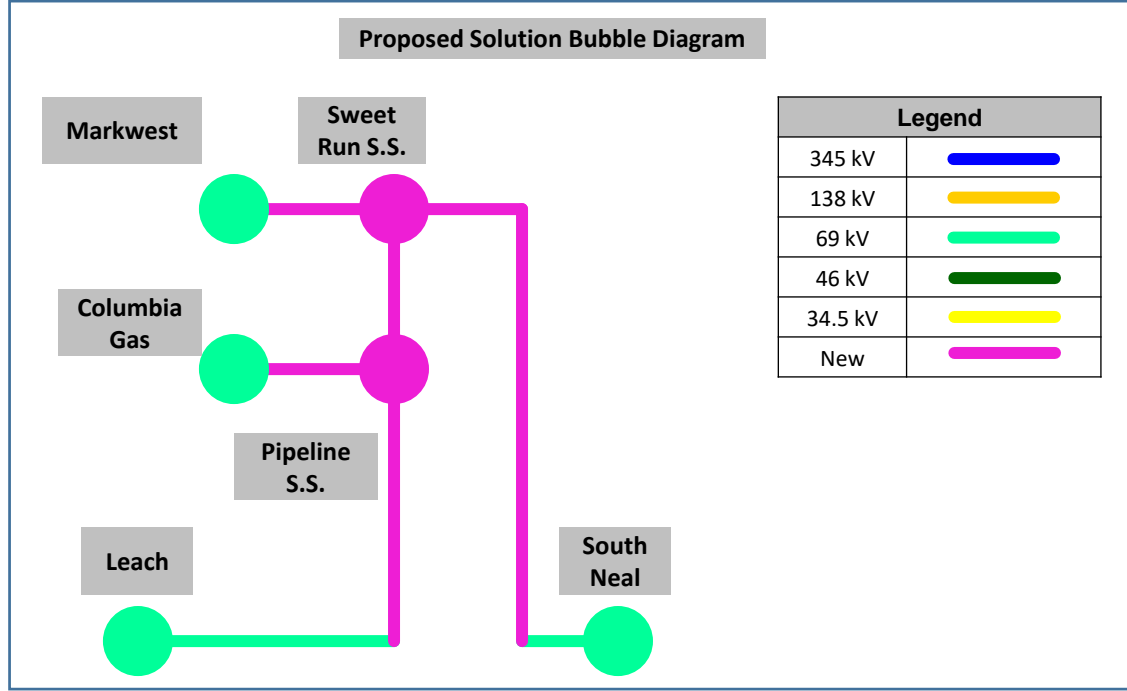 Proposed Solution Bubble Diagram
Markwest
Sweet
Run S.S.
Columbia
Gas
Pipeline
S.S.
Leach
South
Neal
Legend
345 kV
138 kV
69 kV
46 kV
34.5 kV
New